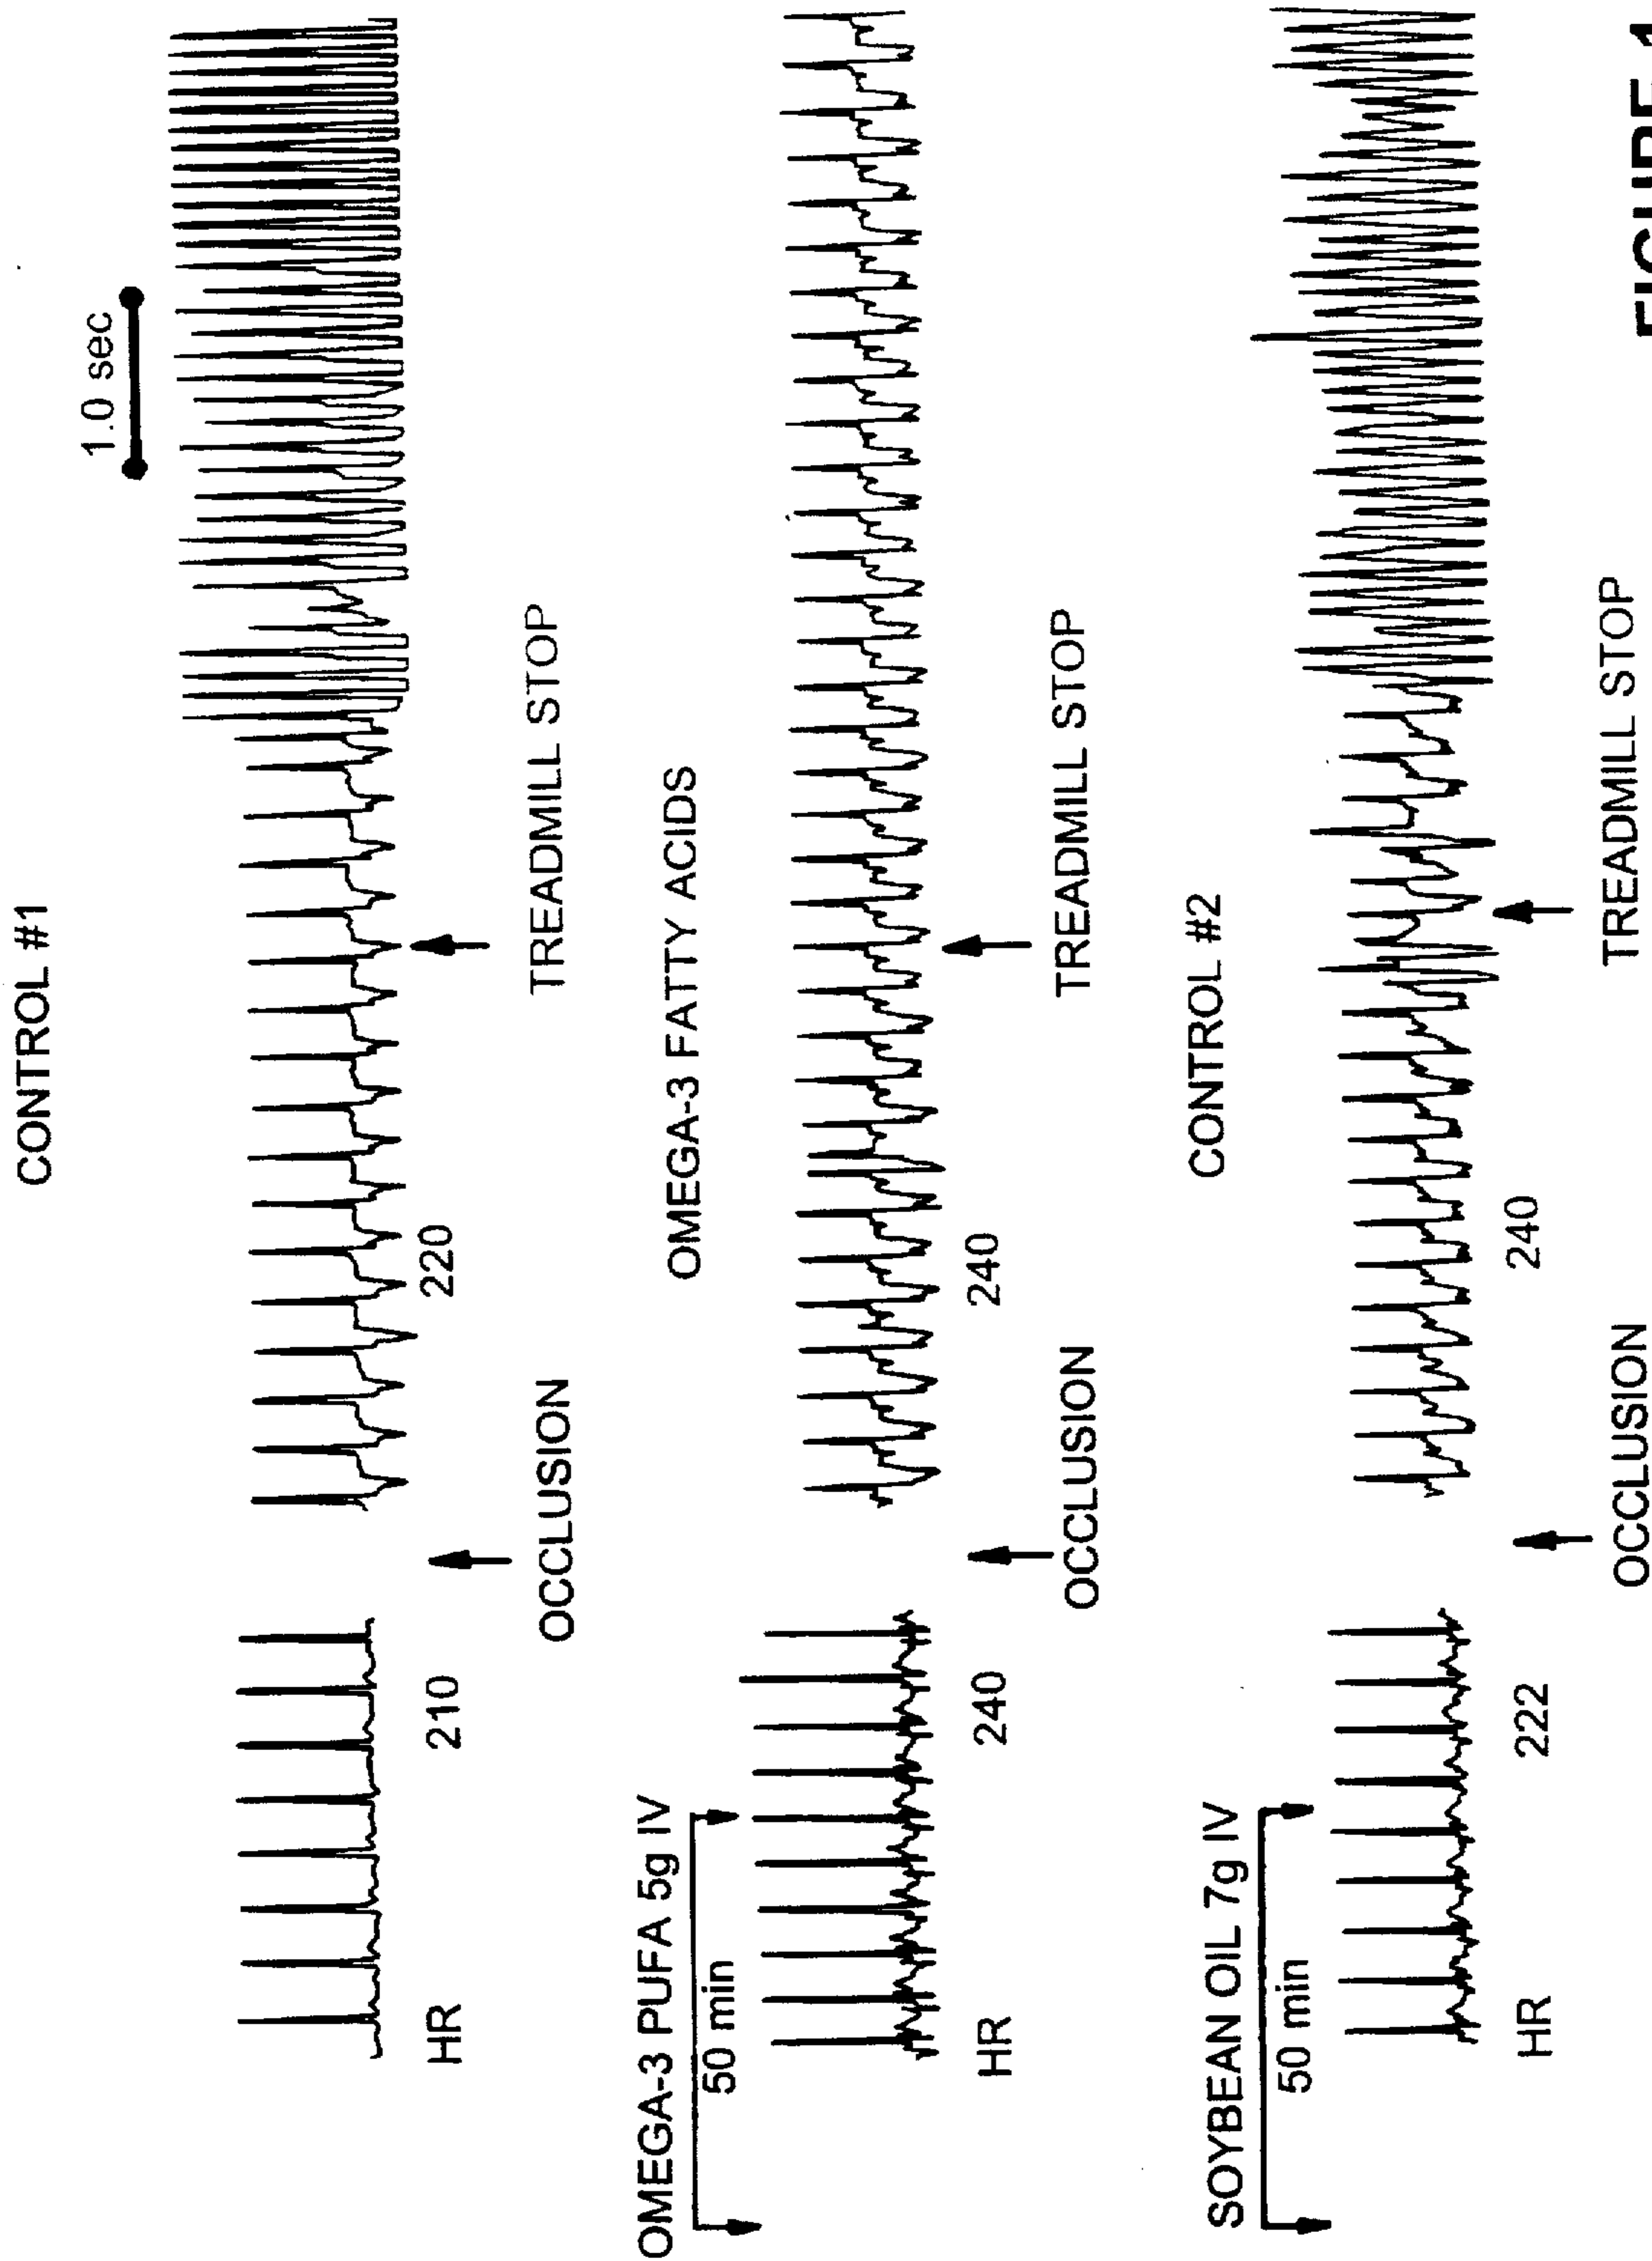 CONTROL #1
1.0 sec
HR
210
220
OCCLUSION
TREADMILL STOP
OMEGA-3 FATTY ACIDS
OMEGA-3 PUFA 5g IV
50 min
HR
240
240
OCCLUSION
TREADMILL STOP
CONTROL #2
SOYBEAN OIL 7g IV
50 min
HR
222
240
OCCLUSION
TREADMILL STOP
FIGURE 1